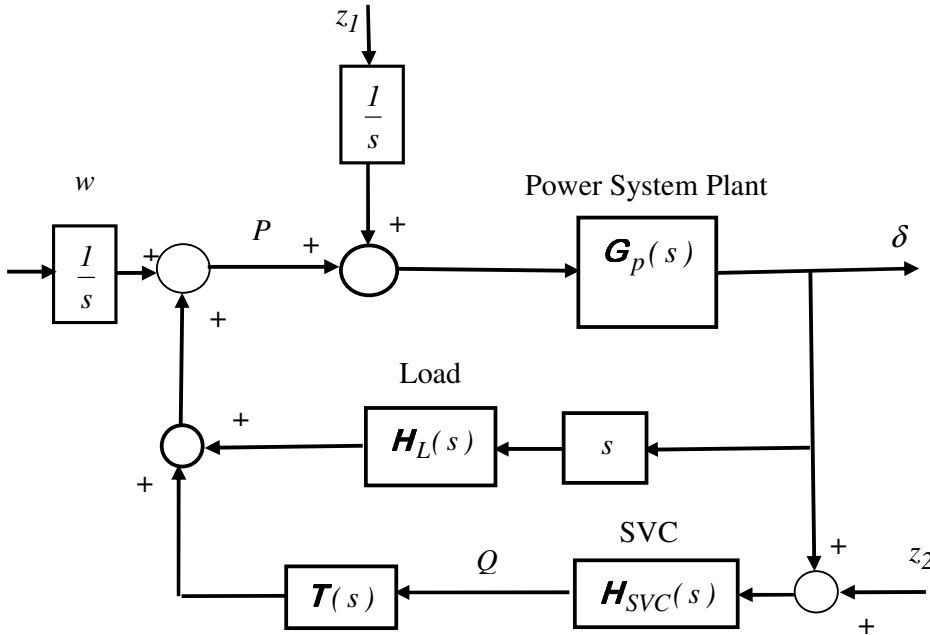 z1
1
s
w
Power System Plant
P
+
+
+
Gp(s)
δ
1
s
+
Load
+
HL(s)
s
+
SVC
+
Q
z2
T(s)
HSVC(s)
+